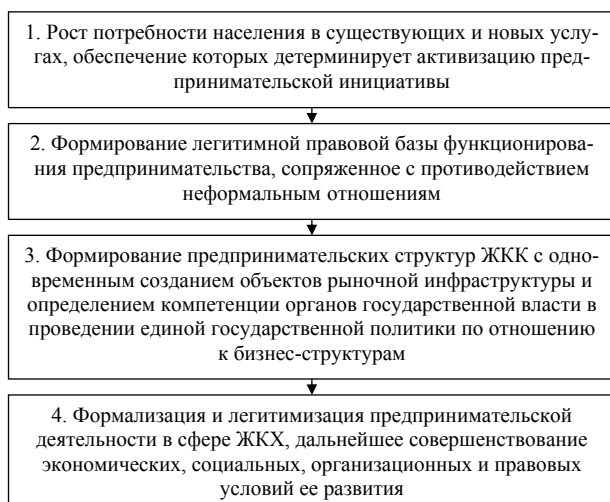 1. Рост потребности населения в существующих и новых услу-
гах, обеспечение которых детерминирует активизацию пред-
принимательской инициативы
2. Формирование легитимной правовой базы функционирова-
ния предпринимательства, сопряженное с противодействием
неформальным отношениям
3. Формирование предпринимательских структур ЖКК с одно-
временным созданием объектов рыночной инфраструктуры и
определением компетенции органов государственной власти в
проведении единой государственной политики по отношению
к бизнес-структурам
4. Формализация и легитимизация предпринимательской
деятельности в сфере ЖКХ, дальнейшее совершенствование
экономических, социальных, организационных и правовых
условий ее развития